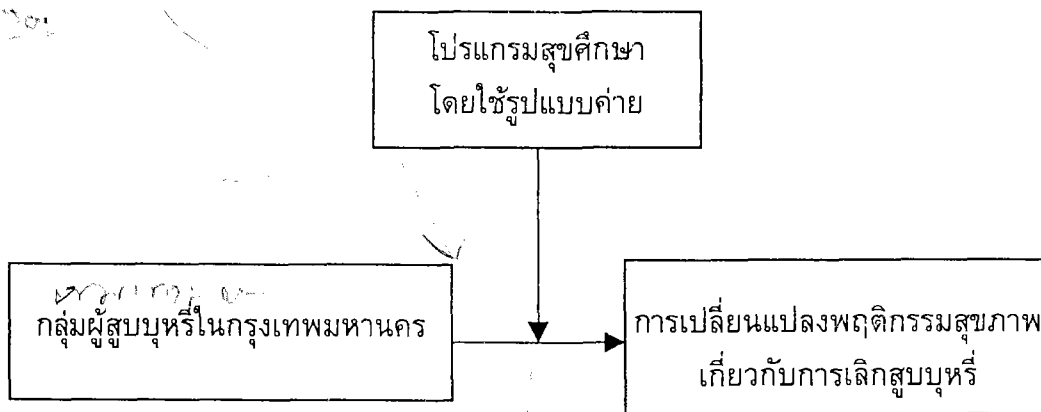 โปรแกรมสุขศึกษา
โดยใช้รูปแบบค่าย
กลุ่มผู้สูบบุหรี่ในกรุงเทพมหานคร
การเปลี่ยนแปลงพฤติกรรมสุขภาพ
เกี่ยวกับการเลิกสูบบุหรี่